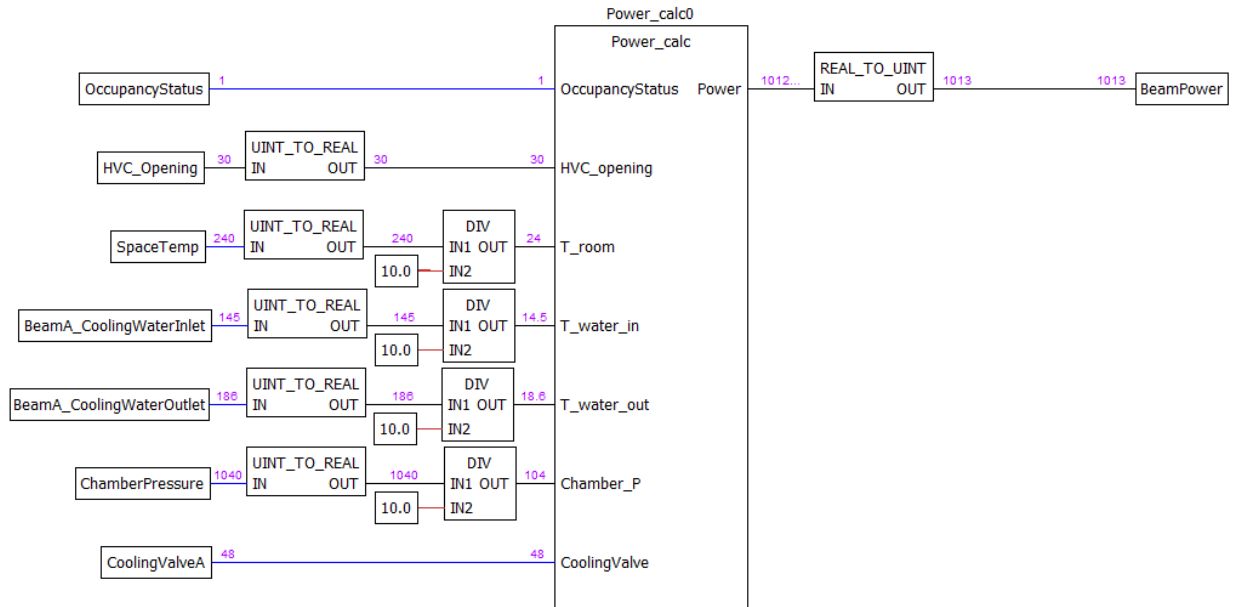 Power_calc0
Power_calc
OccupancyStatus 1 1 OccupancyStatus Power 1012... REAL_TO_UINT IN OUT 1013 1013 BeamPower
HVC_Opening 30 UINT_TO_REAL IN OUT 30 30 HVC_opening
SpaceTemp 240 UINT_TO_REAL IN OUT 240 DIV IN1 OUT 24 T_room
10.0 IN2
BeamA_CoolingWaterInlet 145 UINT_TO_REAL IN OUT 145 DIV IN1 OUT 14.5 T_water_in
10.0 IN2
BeamA_CoolingWaterOutlet 186 UINT_TO_REAL IN OUT 186 DIV IN1 OUT 18.6 T_water_out
10.0 IN2
ChamberPressure 1040 UINT_TO_REAL IN OUT 1040 DIV IN1 OUT 104 Chamber_P
10.0 IN2
CoolingValveA 48 48 CoolingValve